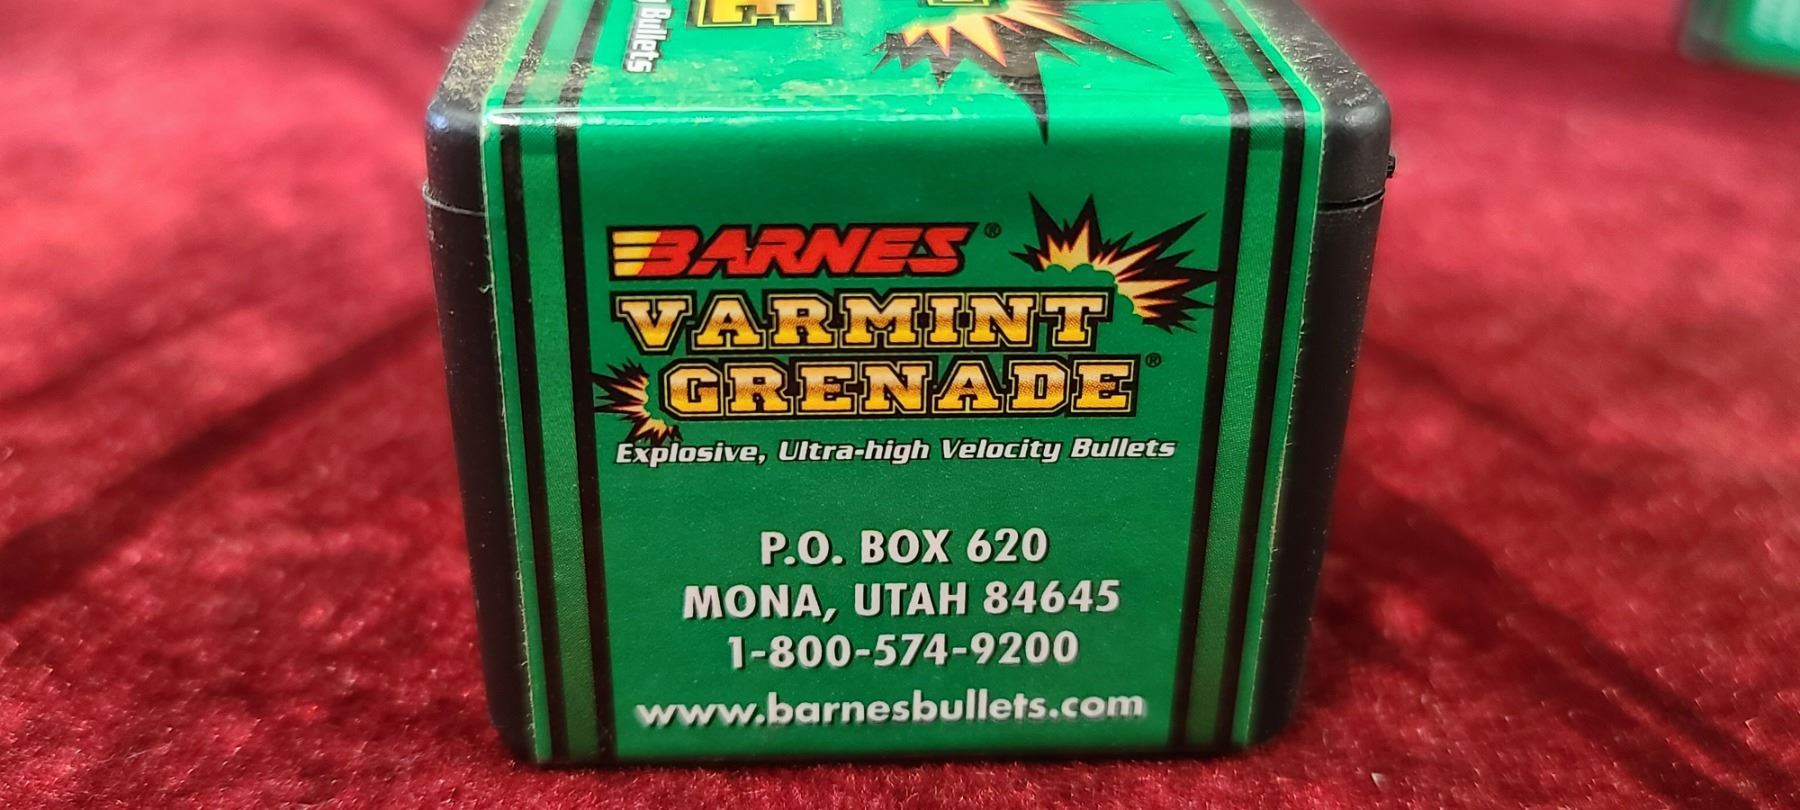 Bullets
E
BARNES®
VARMINT
GRENADE®
Explosive, Ultra-high Velocity Bullets
P.O. BOX 620
MONA, UTAH 84645
1-800-574-9200
www.barnesbullets.com